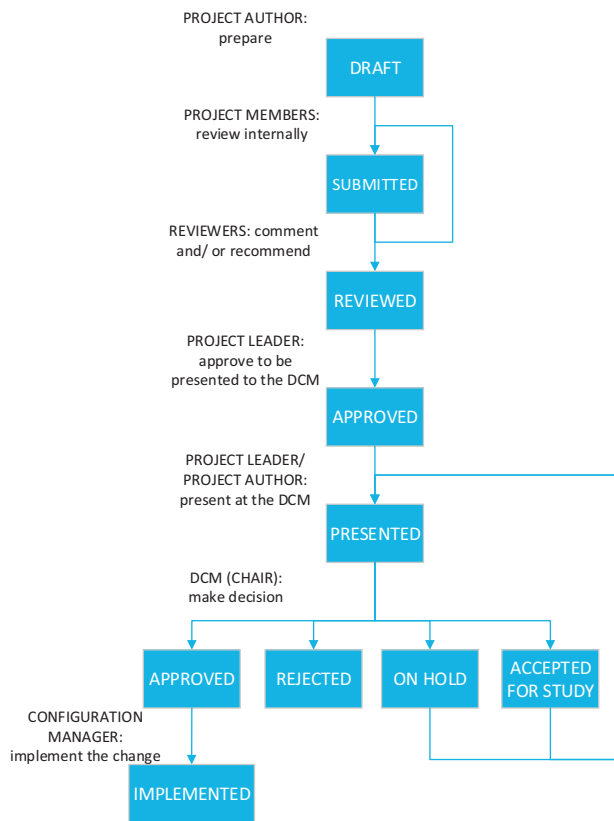 PROJECT AUTHOR:
prepare
DRAFT
PROJECT MEMBERS:
review internally
SUBMITTED
REVIEWERS: comment
and/ or recommend
REVIEWED
PROJECT LEADER:
approve to be
presented to the DCM
APPROVED
PROJECT LEADER/
PROJECT AUTHOR:
present at the DCM
PRESENTED
DCM (CHAIR):
make decision
APPROVED
REJECTED
ON HOLD
ACCEPTED
FOR STUDY
CONFIGURATION
MANAGER:
implement the change
IMPLEMENTED